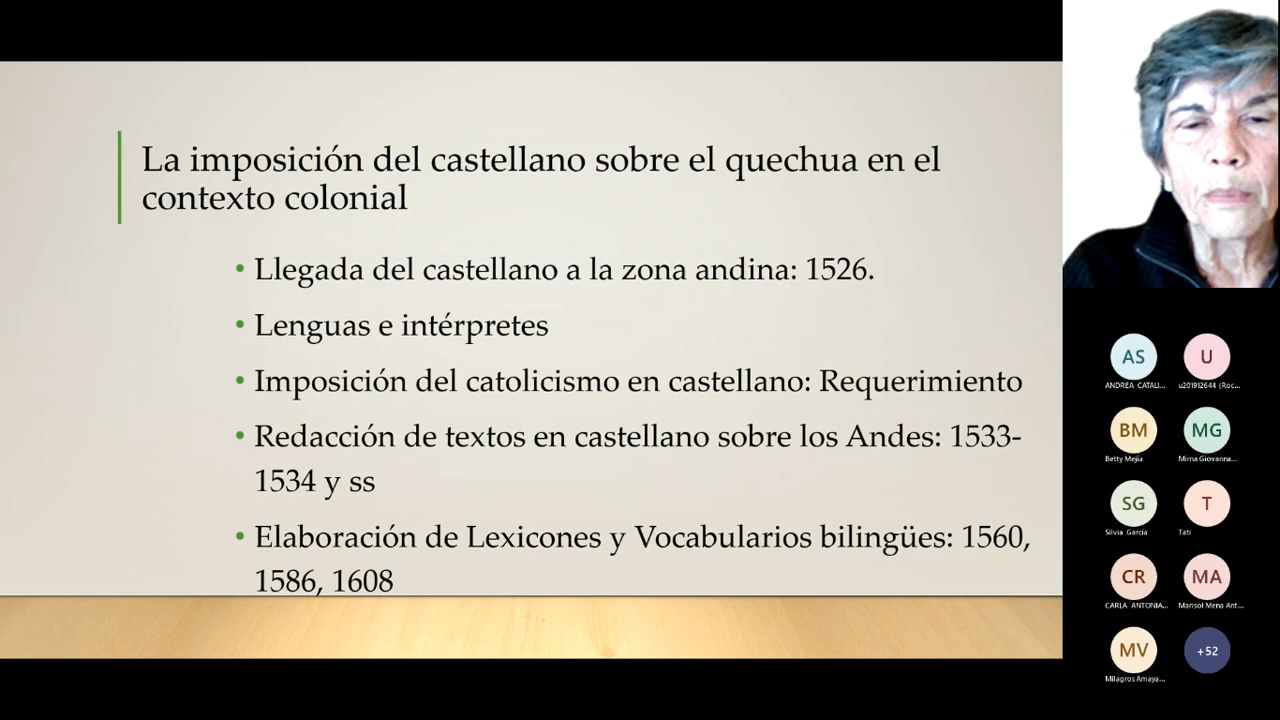 La imposición del castellano sobre el quechua en el
contexto colonial
• Llegada del castellano a la zona andina: 1526.
• Lenguas e intérpretes
• Imposición del catolicismo en castellano: Requerimiento
• Redacción de textos en castellano sobre los Andes: 1533-
1534 y ss
• Elaboración de Lexicones y Vocabularios bilingües: 1560,
1586, 1608
AS U
ANDREA CATALI... u201912644 (Roc...
BM MG
Betty Mejía Mirna Giovanna...
SG T
Silvia García Tati
CR MA
CARLA ANTONIA... Marisol Mena Ant...
MV +52
Milagros Amaya...